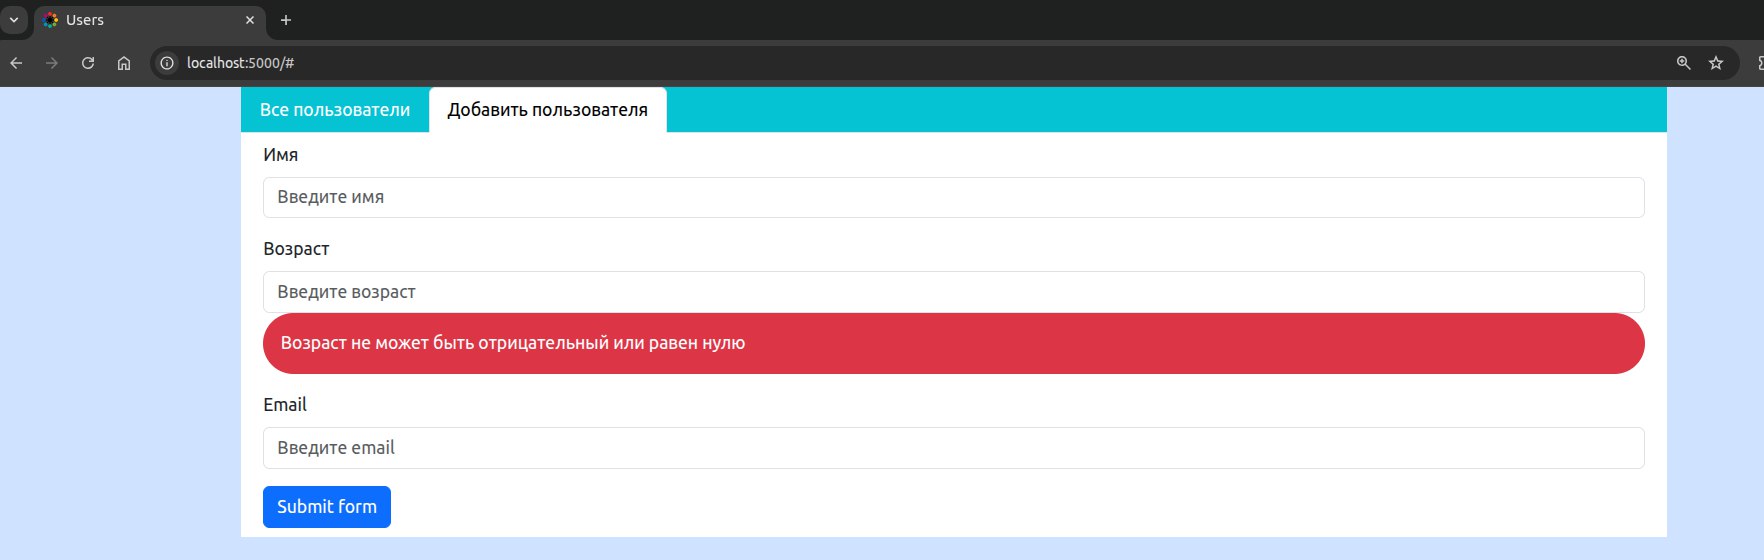 Users
localhost:5000/#
Все пользователи
Добавить пользователя
Имя
Введите имя
Возраст
Введите возраст
Возраст не может быть отрицательный или равен нулю
Email
Введите email
Submit form